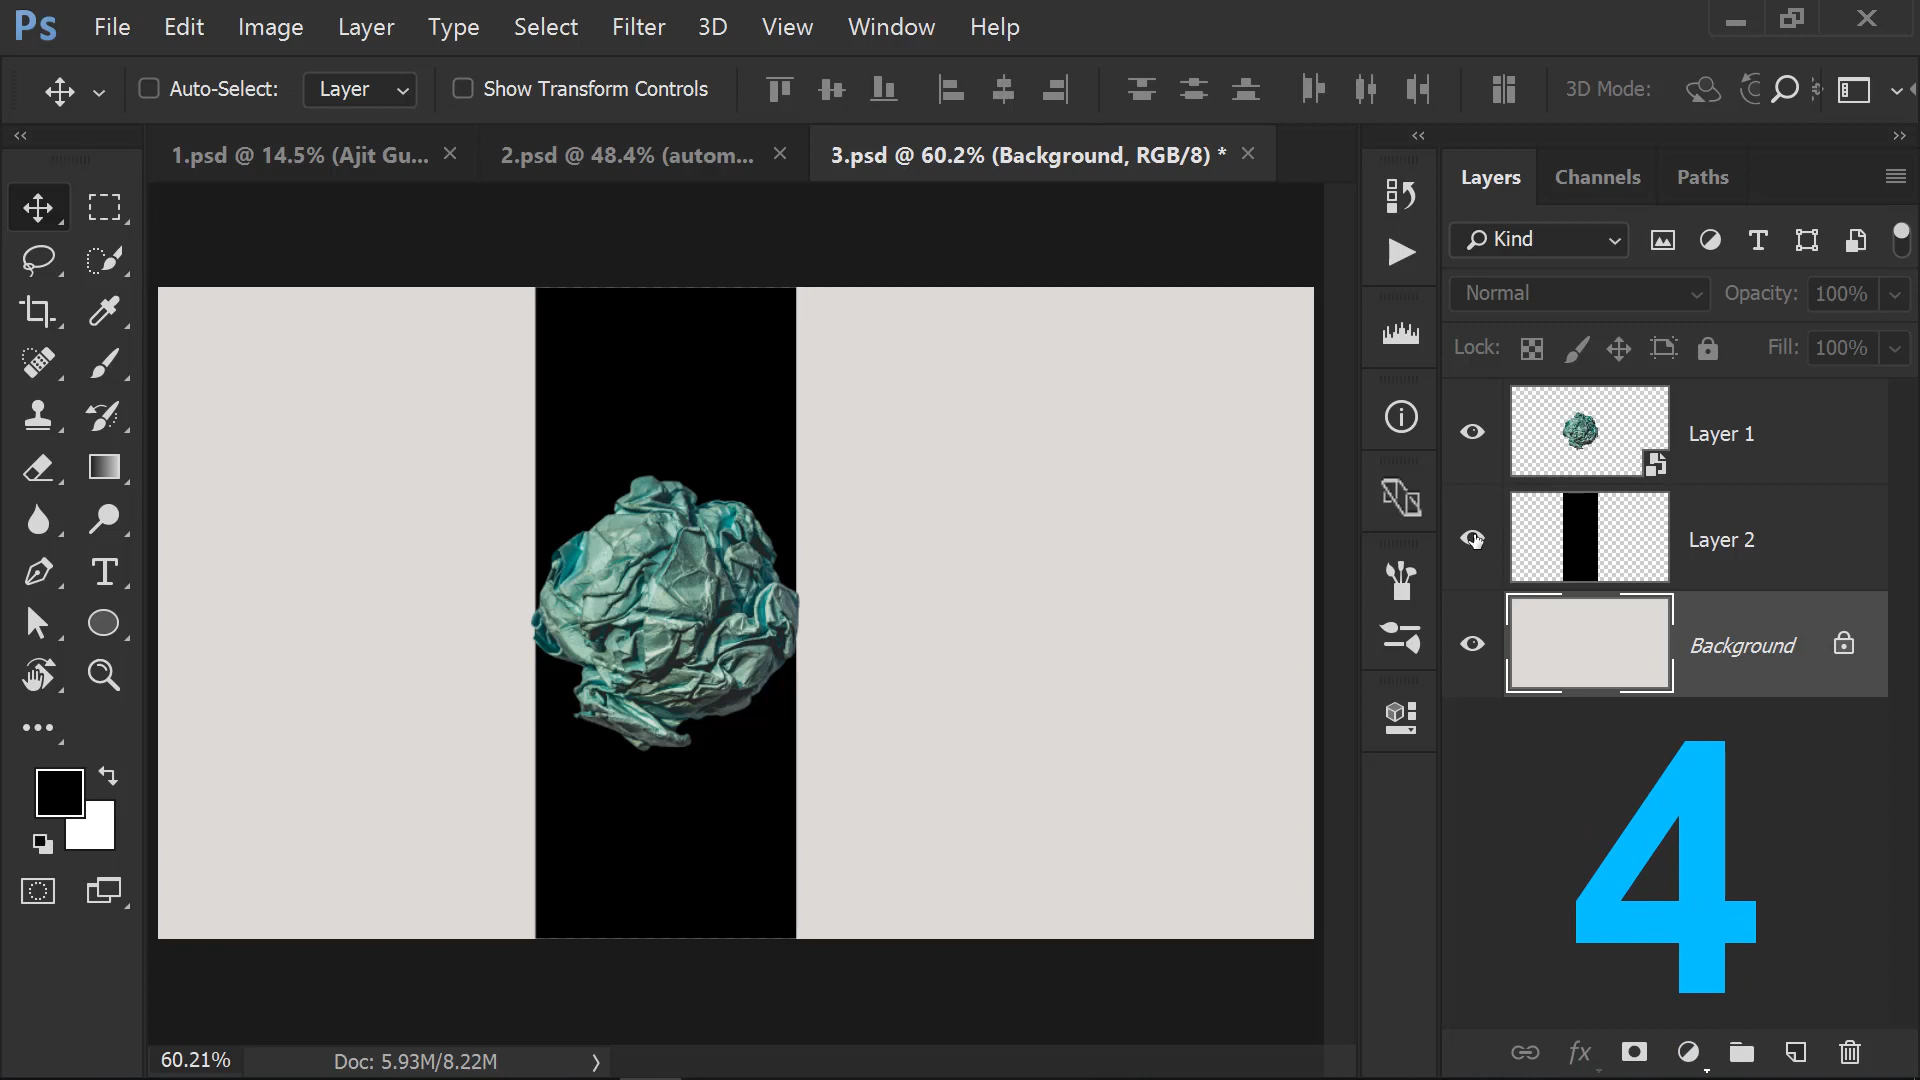 Ps File Edit Image Layer Type Select Filter 3D View Window Help
Auto-Select: Layer Show Transform Controls 3D Mode:
1.psd @ 14.5% (Ajit Gu... 2.psd @ 48.4% (autom... 3.psd @ 60.2% (Background, RGB/8) *
Layers Channels Paths
Kind
Normal Opacity: 100%
Lock: Fill: 100%
Layer 1
Layer 2
Background
4
60.21% Doc: 5.93M/8.22M
fx